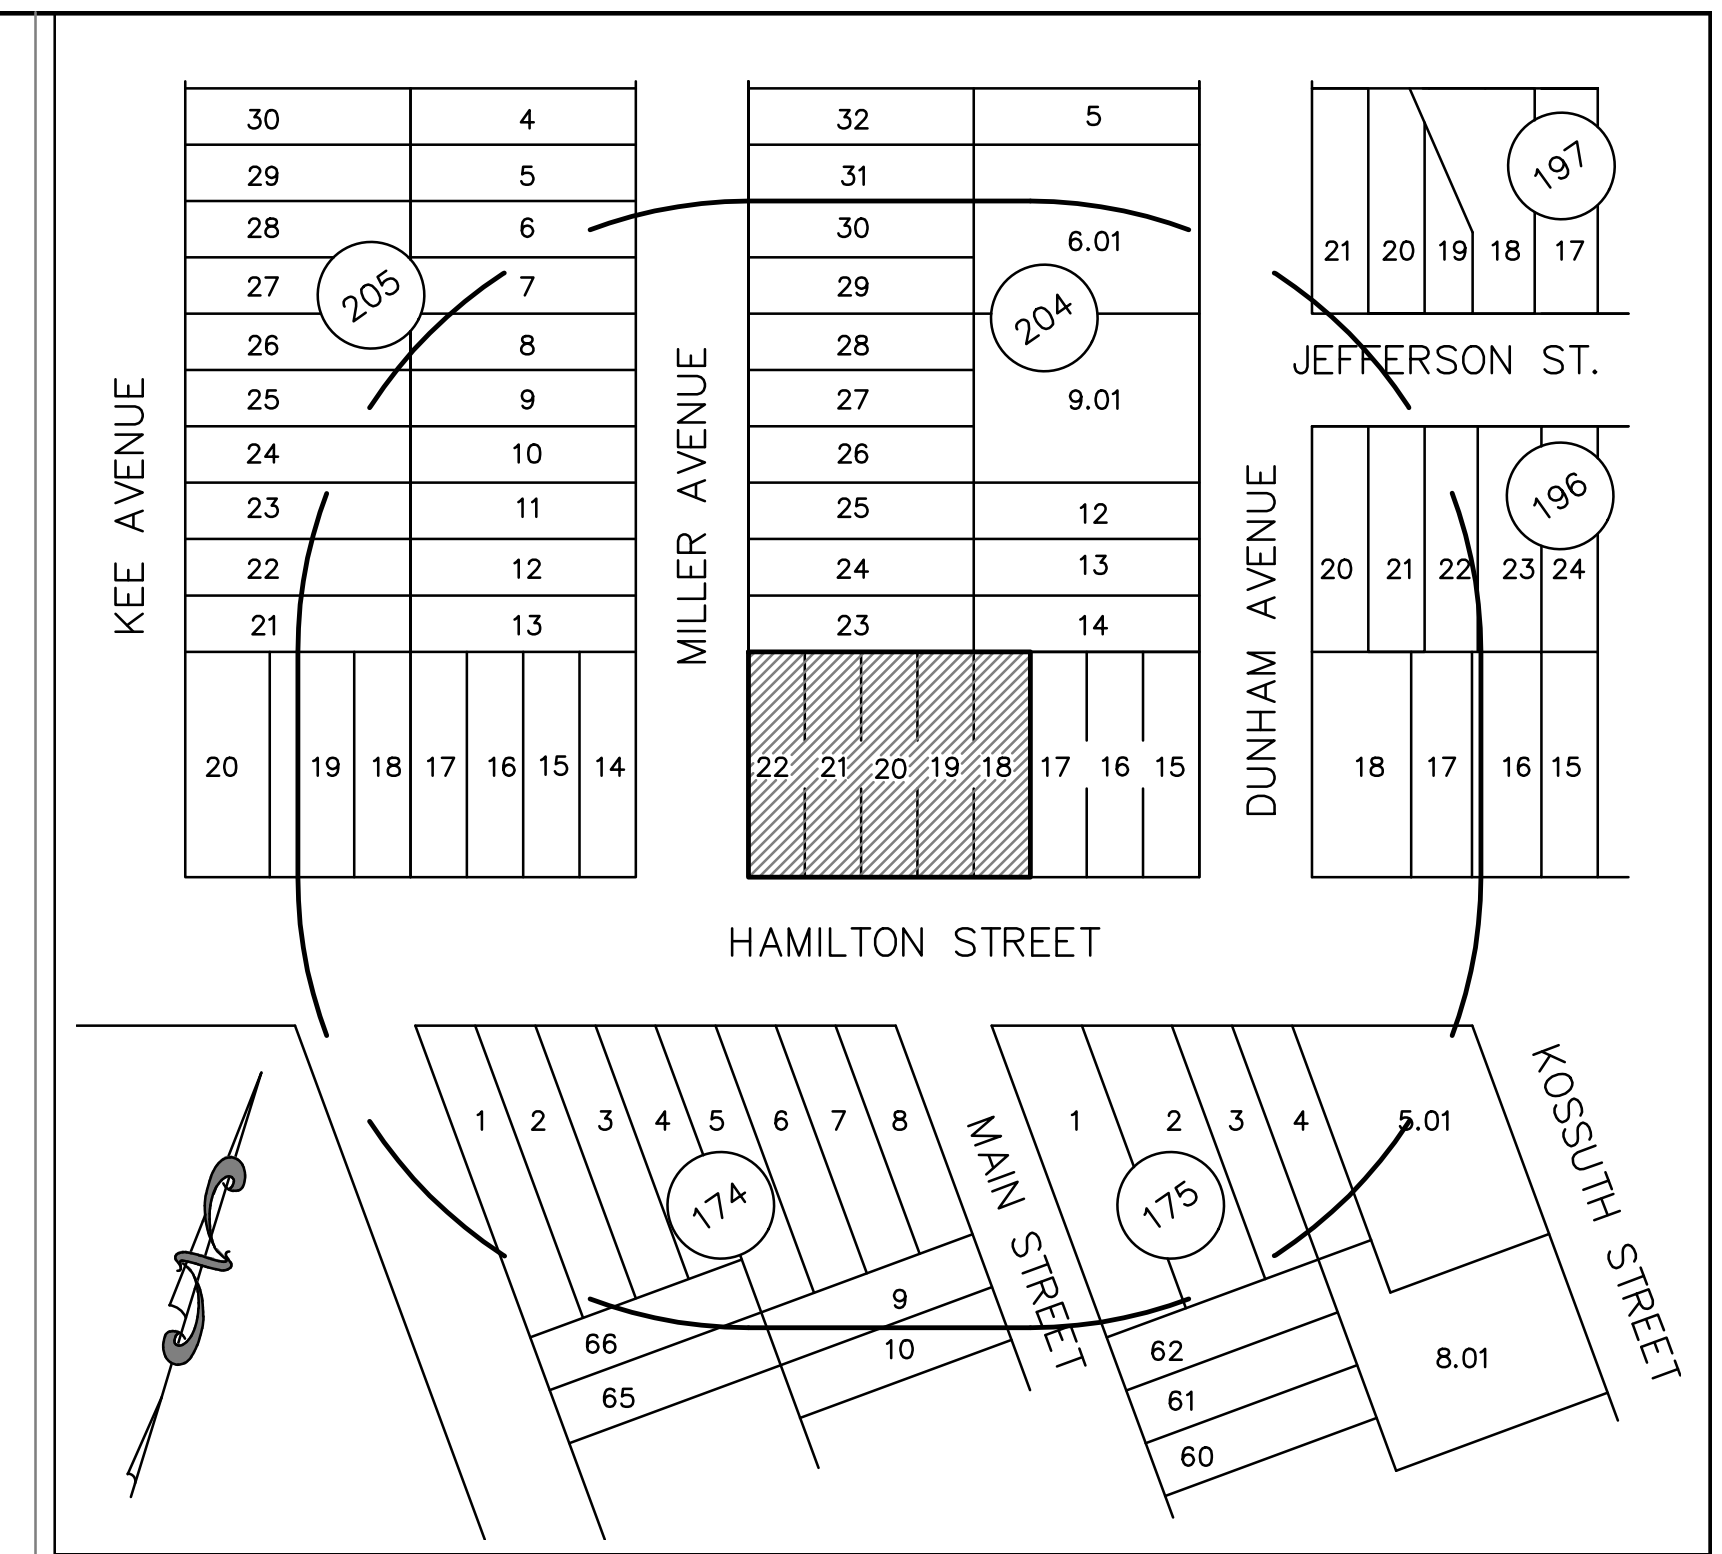 30 4 32 5
29 5 31
28 6 30 6.01
27 7 29
26 8 28
25 9 27 9.01
24 10 26
23 11 25 12
22 12 24 13
21 13 23 14
205
204
197
21 20 19 18 17
JEFFERSON ST.
196
20 21 22 23 24
KEE AVENUE
MILLER AVENUE
DUNHAM AVENUE
20 19 18 17 16 15 14
22 21 20 19 18 17 16 15
18 17 16 15
HAMILTON STREET
1 2 3 4 5 6 7 8
174
9
66
10
65
MAIN STREET
1 2 3 4 5.01
175
62
61
60
8.01
KOSSUTH STREET